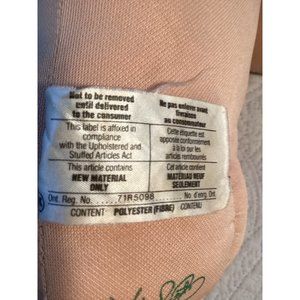 Not to be removed
until delivered
to the consumer
Ne pas enlever avant
livraison
au consommateur
This label is affixed in
compliance
with the Upholstered and
Stuffed Articles Act
Cette étiquette est
apposée conformément
à la loi sur les
articles rembourrés
This article contains
NEW MATERIAL
ONLY
Cet article contient
MATÉRIAU NEUF
SEULEMENT
Ont. Reg. No. .....71R5098..... No d'enrg. Ont.
CONTENT POLYESTER (FIBRE) CONTENU